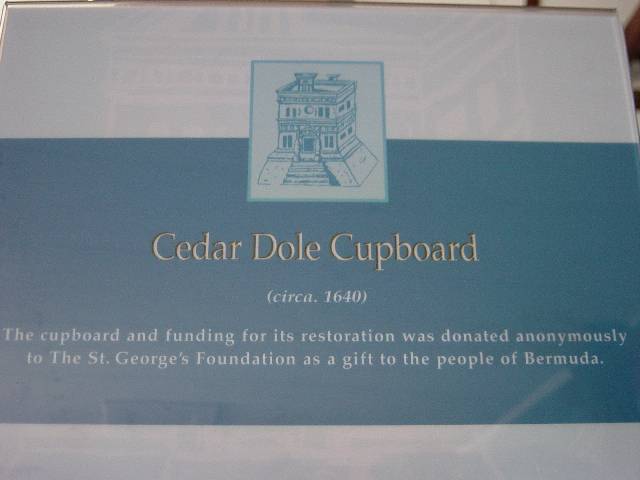 Cedar Dole Cupboard
(circa. 1640)
The cupboard and funding for its restoration was donated anonymously
to The St. George's Foundation as a gift to the people of Bermuda.